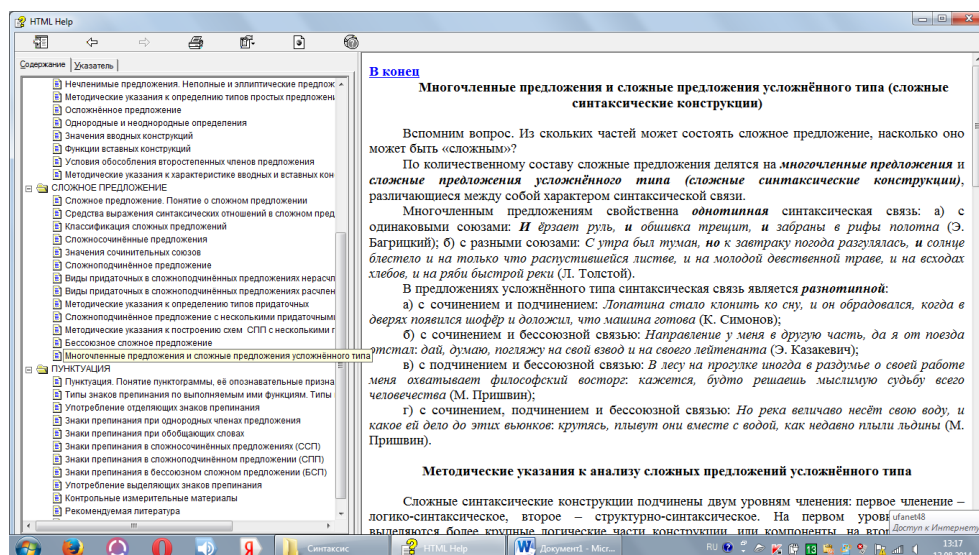 HTML Help
Содержание
Указатель
Нечленимые предложения. Неполные и эллиптические предлож
Методические указания к определнию типов простых предложени
Осложнённое предложение
Однородные и неоднородные определения
Значения вводных конструкций
Функции вставных конструкций
Условия обособления второстепенных членов предложения
Методические указания к характеристике вводных и вставных кон
СЛОЖНОЕ ПРЕДЛОЖЕНИЕ
Сложное предложение. Понятие о сложном предложении
Средства выражения синтаксических отношений в сложном пред
Классификация сложных предложений
Сложносочинённые предложения
Значения сочинительных союзов
Сложноподчинённое предложение
Виды придаточных в сложноподчинённых предложениях нерасчл
Виды придаточных в сложноподчинённых предложениях расчлен
Методические указания к определению типов придаточных
Сложноподчинённое предложение с несколькими придаточными
Методические указания к построению схем СПП с несколькими г
Бессоюзное сложное предложение
Многочленные предложения и сложные предложения усложнённого типа
ПУНКТУАЦИЯ
Пунктуация. Понятие пунктограммы, её опознавательные призна
Типы знаков препинания по выполняемым ими функциям. Типы
Употребление отделяющих знаков препинания
Знаки препинания при однородных членах предложения
Знаки препинания при обобщающих словах
Знаки препинания в сложносочинённых предложениях (ССП)
Знаки препинания в сложноподчинённом предложении (СПП)
Знаки препинания в бессоюзном сложном предложении (БСП)
Употребление выделяющих знаков препинания
Контрольные измерительные материалы
Рекомендуемая литература
В конец
Многочленные предложения и сложные предложения усложнённого типа (сложные
синтаксические конструкции)
Вспомним вопрос. Из скольких частей может состоять сложное предложение, насколько оно
может быть «сложным»?
По количественному составу сложные предложения делятся на многочленные предложения и
сложные предложения усложнённого типа (сложные синтаксические конструкции),
различающиеся между собой характером синтаксической связи.
Многочленным предложениям свойственна однотипная синтаксическая связь: а) с
одинаковыми союзами: И ёрзает руль, и обшивка трещит, и забраны в рифы полотна (Э.
Багрицкий); б) с разными союзами: С утра был туман, но к завтраку погода разгулялась, и солнце
блестело и на только что распустившейся листве, и на молодой девственной траве, и на всходах
хлебов, и на ряби быстрой реки (Л. Толстой).
В предложениях усложнённого типа синтаксическая связь является разнотипной:
а) с сочинением и подчинением: Лопатина стало клонить ко сну, и он обрадовался, когда в
дверях появился шофёр и доложил, что машина готова (К. Симонов);
б) с сочинением и бессоюзной связью: Направление у меня в другую часть, да я от поезда
отстал: дай, думаю, погляжу на свой взвод и на своего лейтенанта (Э. Казакевич);
в) с подчинением и бессоюзной связью: В лесу на прогулке иногда в раздумье о своей работе
меня охватывает философский восторг: кажется, будто решаешь мыслимую судьбу всего
человечества (М. Пришвин);
г) с сочинением, подчинением и бессоюзной связью: Но река величаво несёт свою воду, и
какое ей дело до этих вьюнков: крутясь, плывут они вместе с водой, как недавно плыли льдины (М.
Пришвин).
Методические указания к анализу сложных предложений усложнённого типа
Сложные синтаксические конструкции подчинены двум уровням членения: первое членение –
логико-синтаксическое, второе – структурно-синтаксическое. На первом
выделяются более крупные логические части конструкции или компоненты, на
ufanet48
Доступ к Интернету
Синтаксис
HTML Help
Документ1 - Micr...
RU
13:17